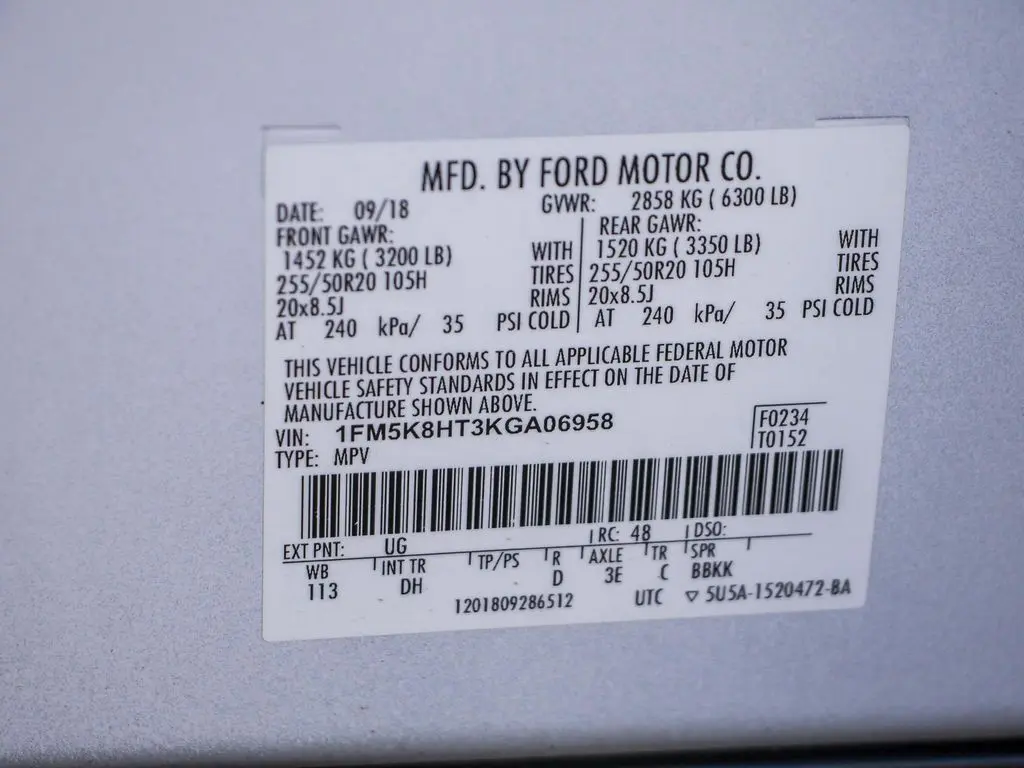 MFD. BY FORD MOTOR CO.
DATE: 09/18 GVWR: 2858 KG ( 6300 LB)
FRONT GAWR: REAR GAWR:
1452 KG ( 3200 LB) WITH 1520 KG ( 3350 LB) WITH
255/50R20 105H TIRES 255/50R20 105H TIRES
20x8.5J RIMS 20x8.5J RIMS
AT 240 kPa/ 35 PSI COLD AT 240 kPa/ 35 PSI COLD
THIS VEHICLE CONFORMS TO ALL APPLICABLE FEDERAL MOTOR
VEHICLE SAFETY STANDARDS IN EFFECT ON THE DATE OF
MANUFACTURE SHOWN ABOVE.
VIN: 1FM5K8HT3KGA06958 F0234
TYPE: MPV T0152
EXT PNT: UG RC: 48 DSO:
WB INT TR TP/PS R AXLE TR SPR
113 DH D 3E C BBKK
1201809286512 UTC ▽ 5U5A-1520472-BA